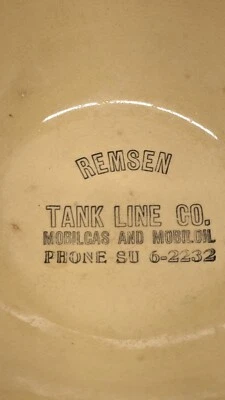 REMSEN
TANK LINE CO.
MOBILGAS AND MOBILOIL
PHONE SU 6-2232